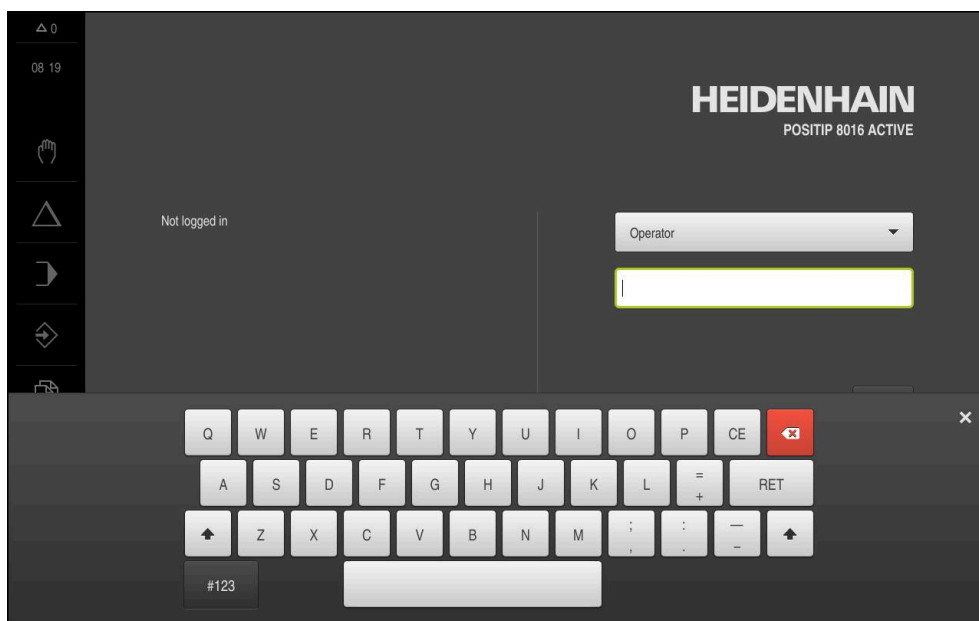 0
08 19
HEIDENHAIN
POSITIP 8016 ACTIVE
Not logged in
Operator
Q W E R T Y U I O P CE
A S D F G H J K L = + RET
Z X C V B N M ; , : . — –
#123